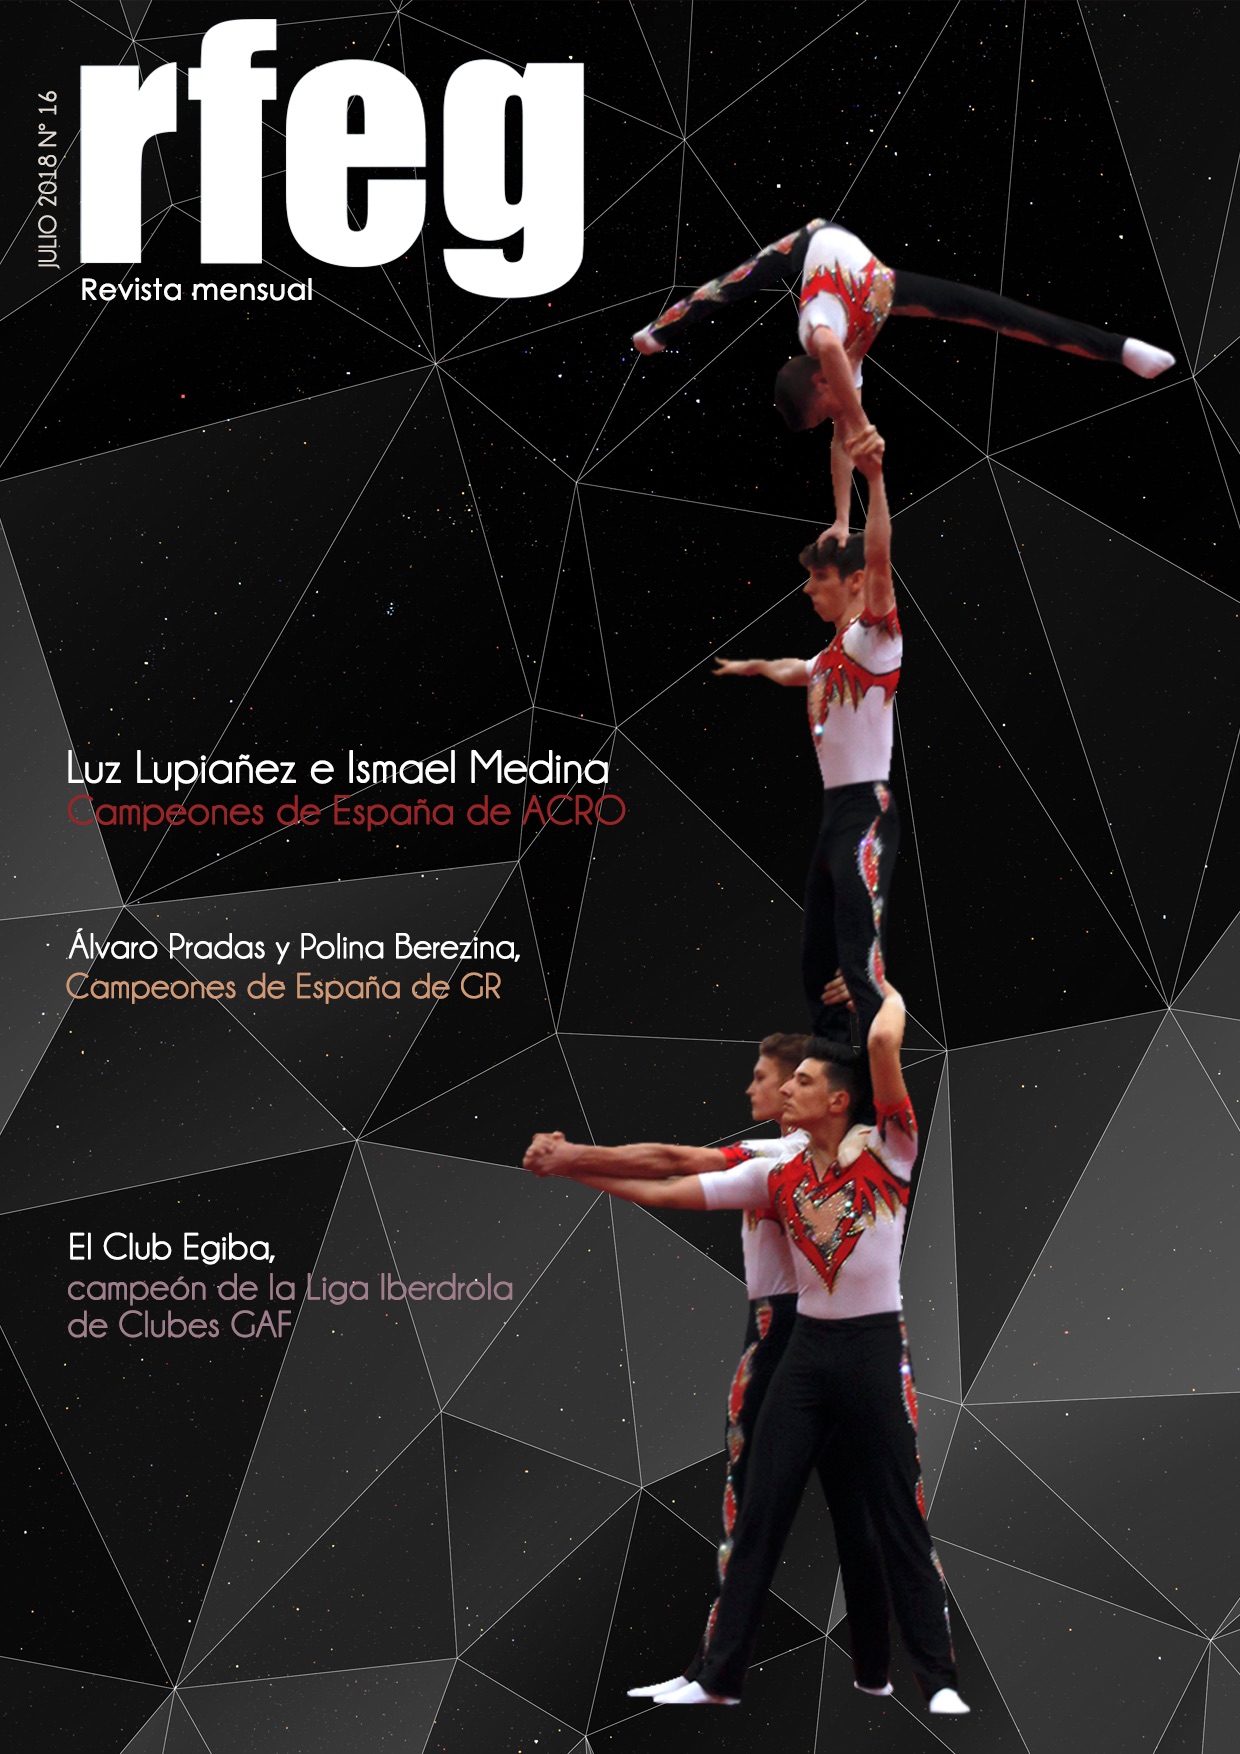 JULIO 2018 Nº 16
rfeg
Revista mensual
Luz Lupiañez e Ismael Medina
Campeones de España de ACRO
Álvaro Pradas y Polina Berezina,
Campeones de España de GR
El Club Egiba,
campeón de la Liga Iberdrola
de Clubes GAF